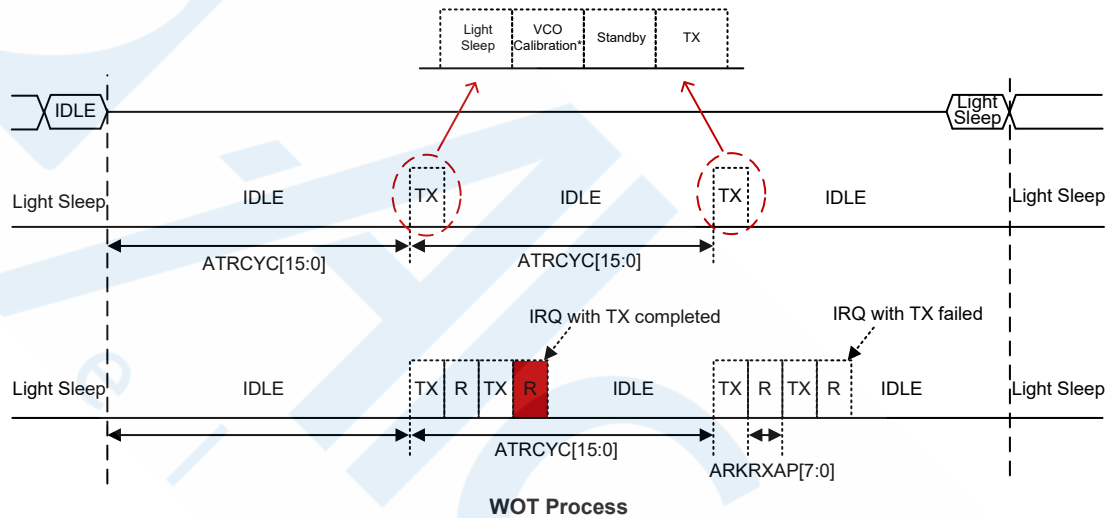 Light
Sleep
VCO
Calibration*
Standby
TX
IDLE
Light
Sleep
Light Sleep
IDLE
TX
IDLE
TX
IDLE
Light Sleep
ATRCYC[15:0]
ATRCYC[15:0]
IRQ with TX completed
IRQ with TX failed
Light Sleep
IDLE
TX
R
TX
R
IDLE
TX
R
TX
R
IDLE
Light Sleep
ATRCYC[15:0]
ARKRXAP[7:0]
WOT Process